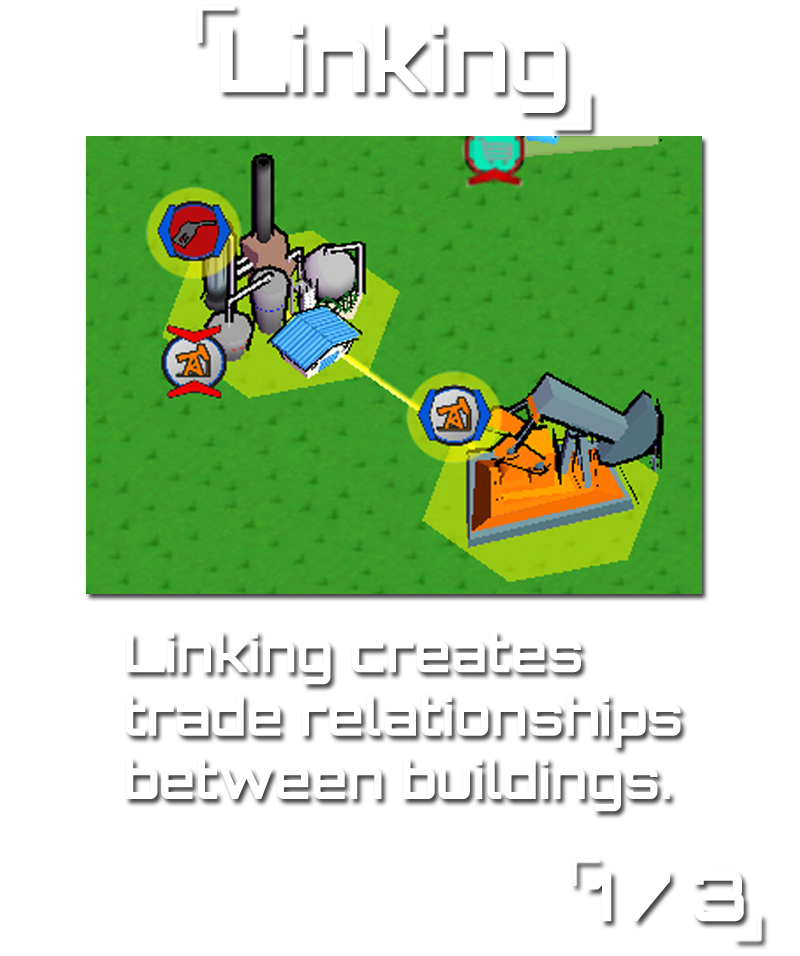 Linking
Linking creates
trade relationships
between buildings.
1 / 3